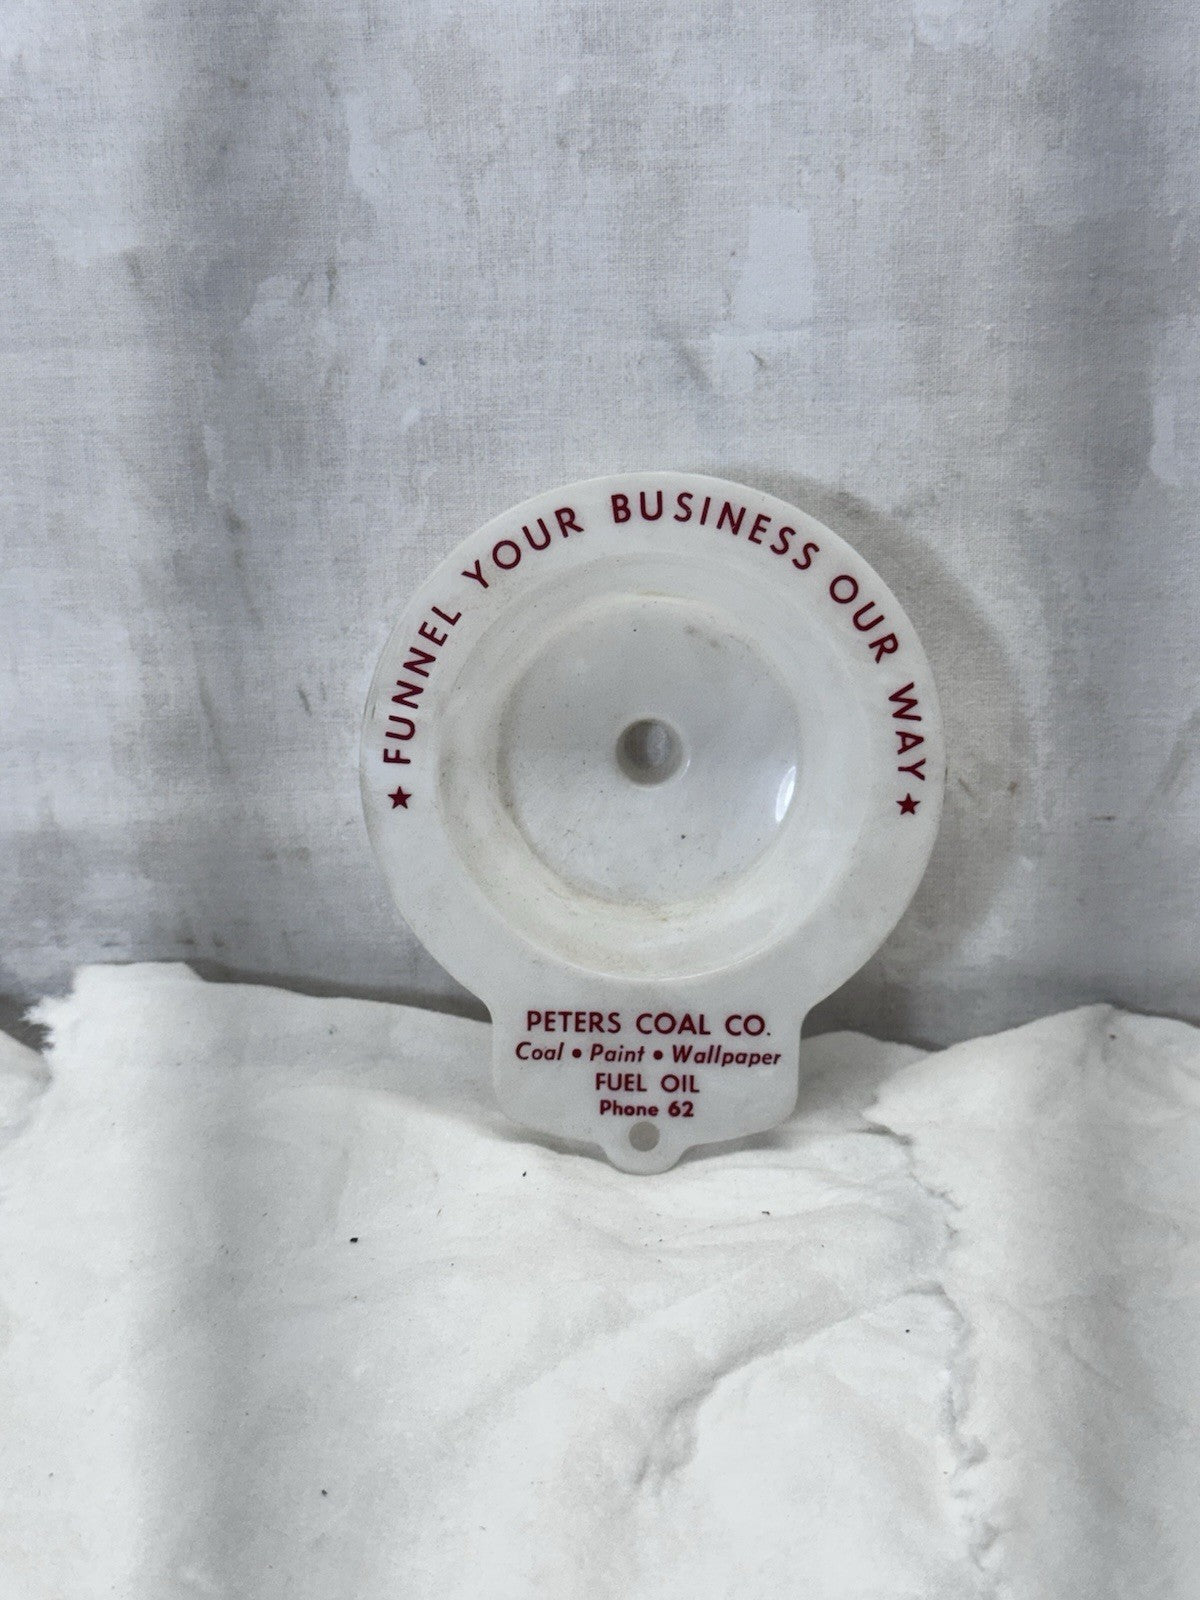 ★ FUNNEL YOUR BUSINESS OUR WAY ★
PETERS COAL CO.
Coal • Paint • Wallpaper
FUEL OIL
Phone 62